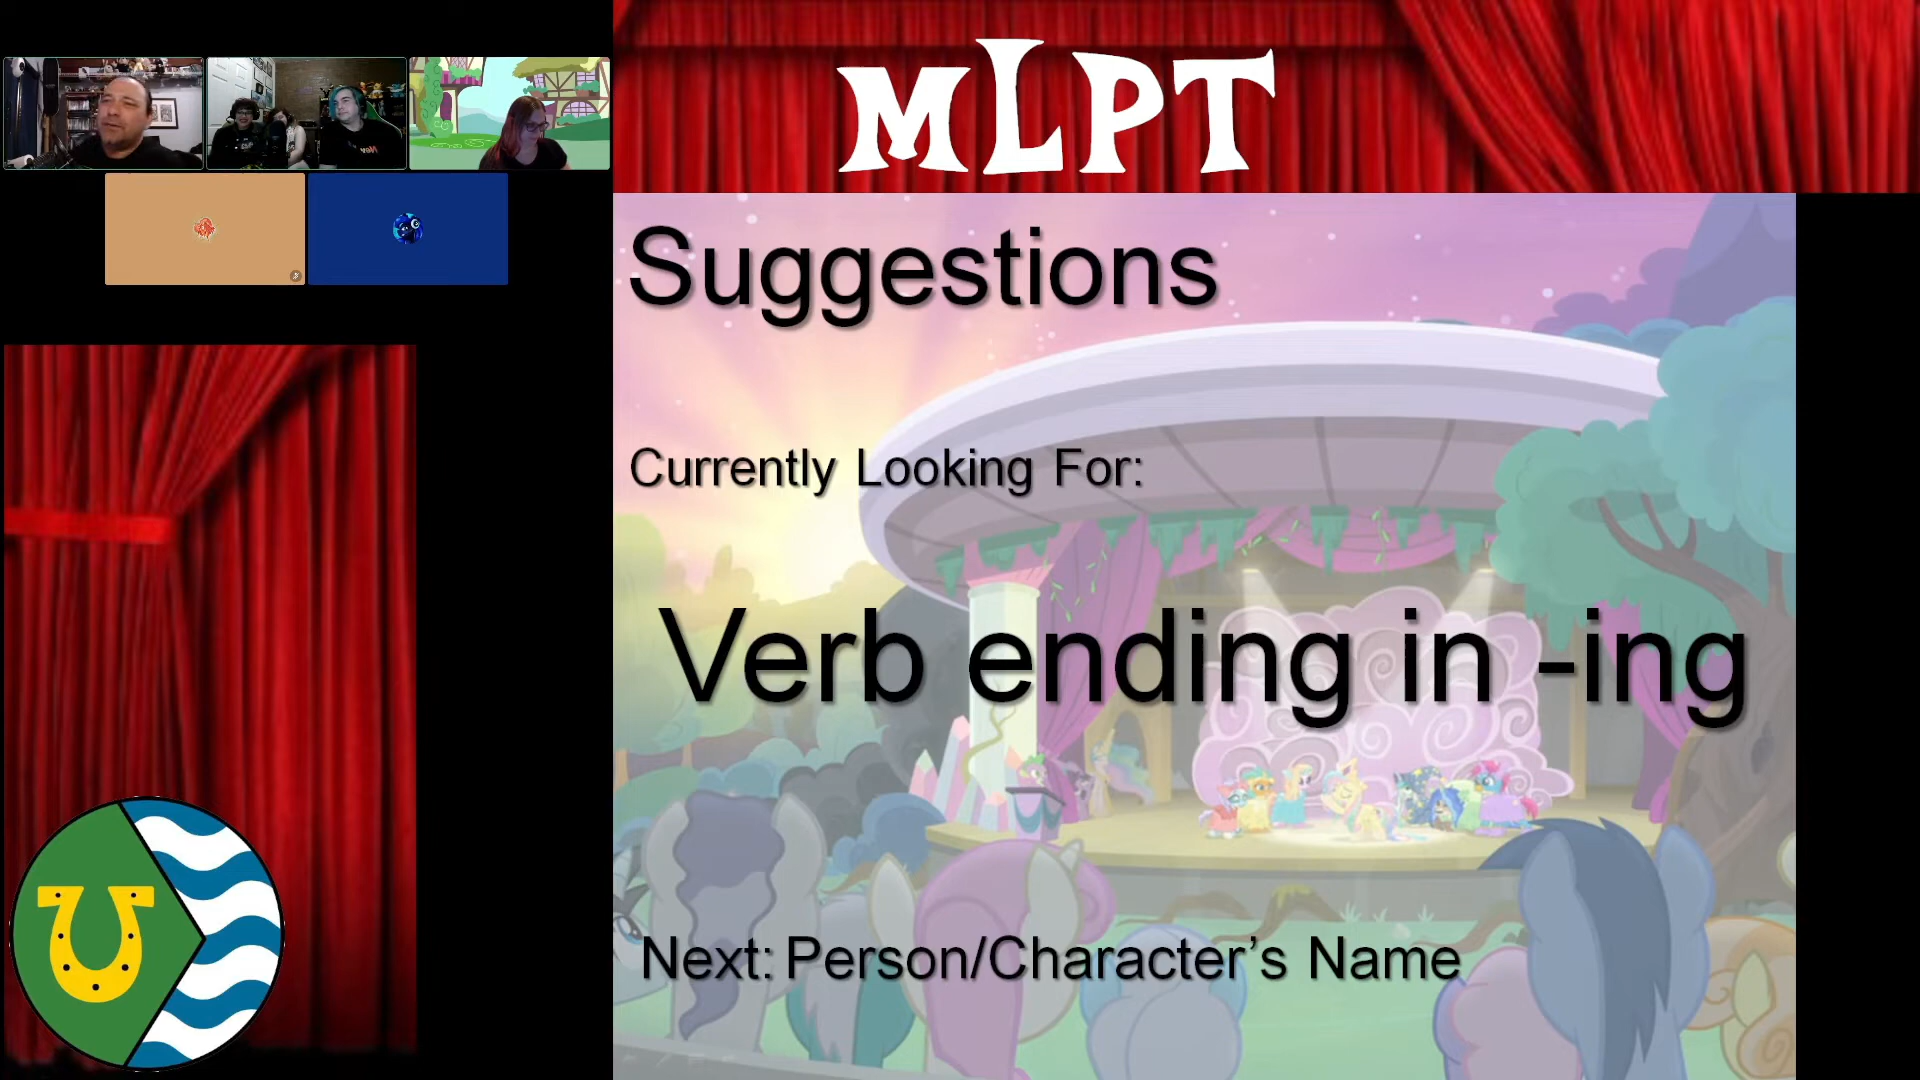 MLPT
Suggestions
Currently Looking For:
Verb ending in -ing
Next: Person/Character’s Name